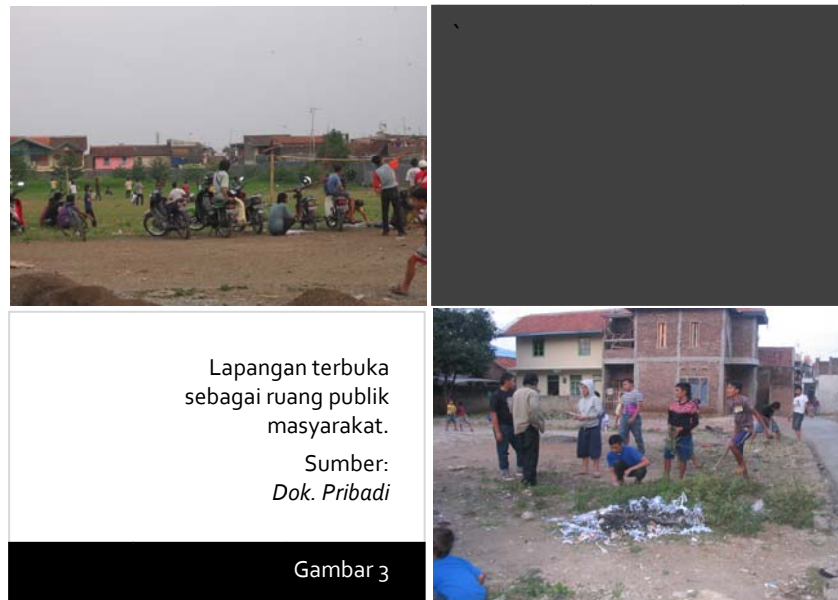 Lapangan terbuka
sebagai ruang publik
masyarakat.
Sumber:
Dok. Pribadi
Gambar 3